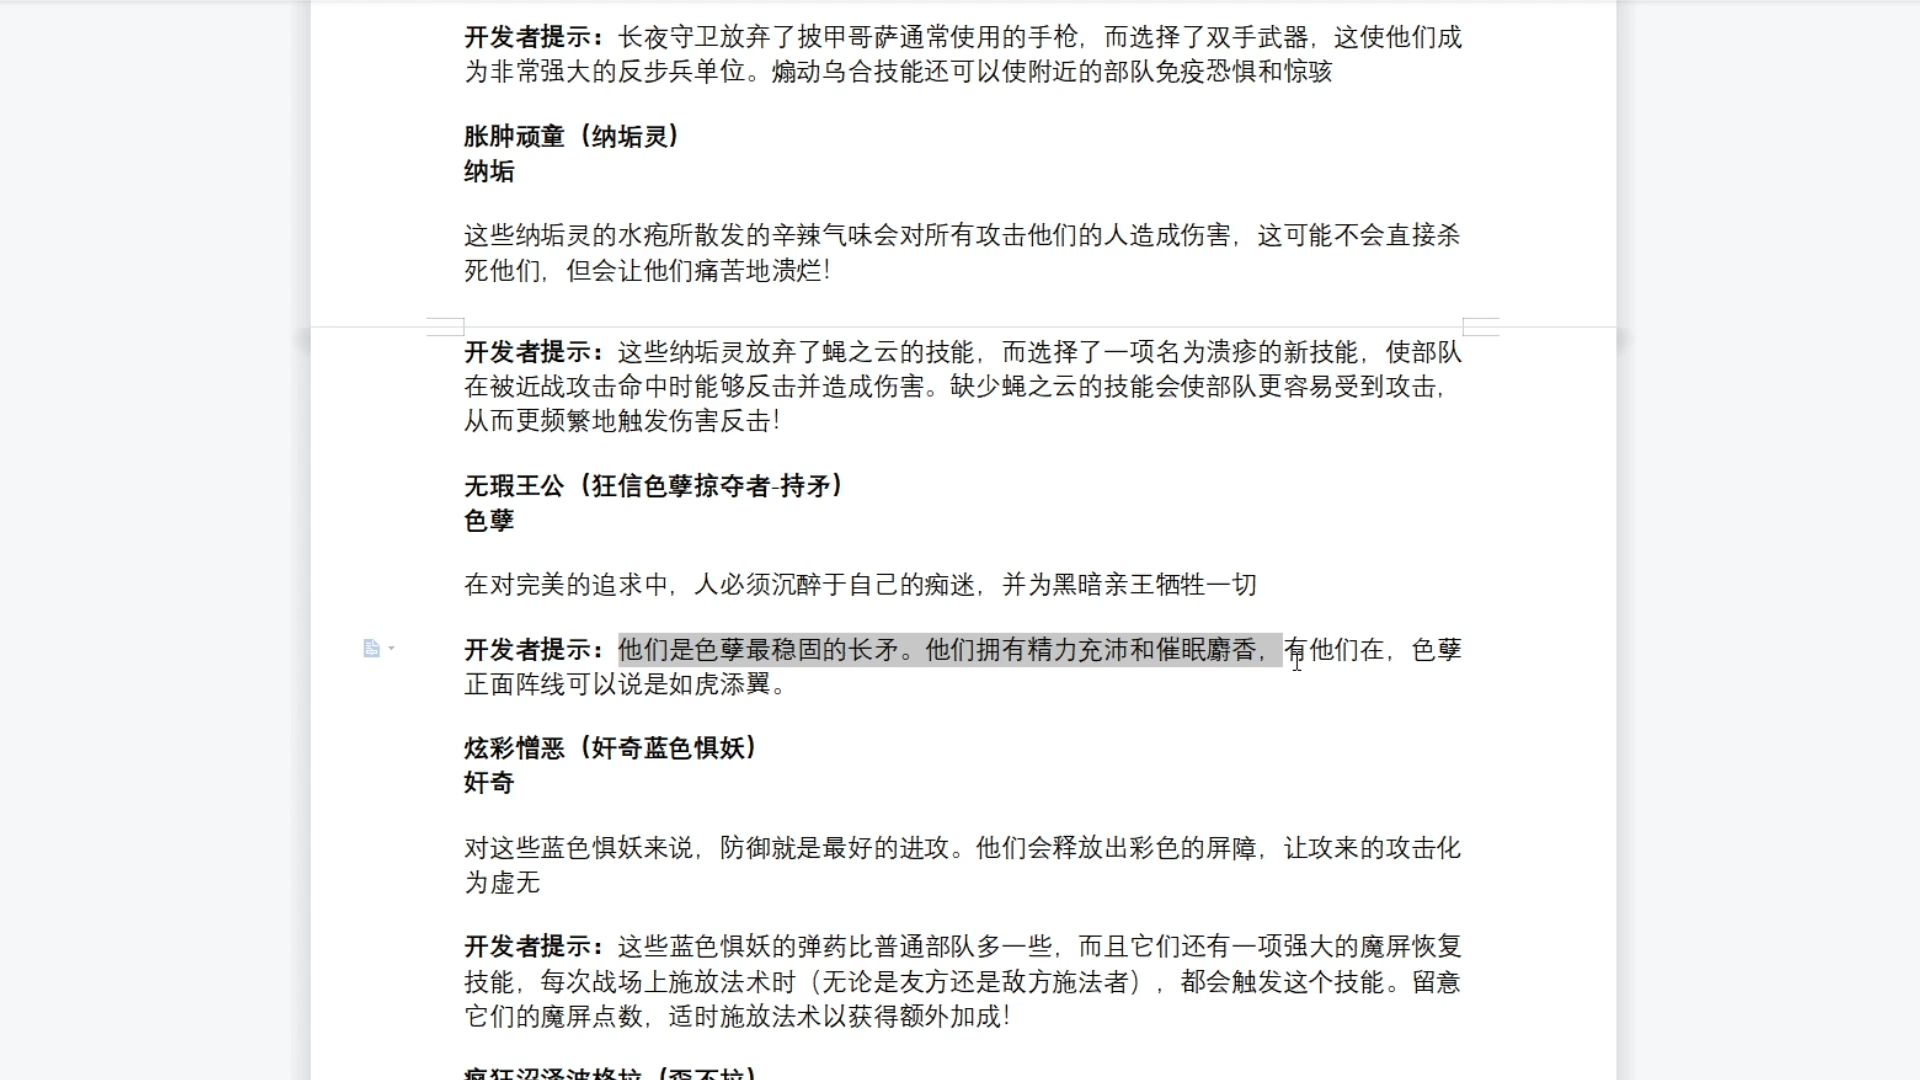 开发者提示：长夜守卫放弃了披甲哥萨通常使用的手枪，而选择了双手武器，这使他们成
为非常强大的反步兵单位。煽动乌合技能还可以使附近的部队免疫恐惧和惊骇
胀肿顽童（纳垢灵）
纳垢
这些纳垢灵的水疱所散发的辛辣气味会对所有攻击他们的人造成伤害，这可能不会直接杀
死他们，但会让他们痛苦地溃烂！
开发者提示：这些纳垢灵放弃了蝇之云的技能，而选择了一项名为溃疹的新技能，使部队
在被近战攻击命中时能够反击并造成伤害。缺少蝇之云的技能会使部队更容易受到攻击，
从而更频繁地触发伤害反击！
无瑕王公（狂信色孽掠夺者-持矛）
色孽
在对完美的追求中，人必须沉醉于自己的痴迷，并为黑暗亲王牺牲一切
开发者提示：他们是色孽最稳固的长矛。他们拥有精力充沛和催眠麝香，有他们在，色孽
正面阵线可以说是如虎添翼。
炫彩憎恶（奸奇蓝色惧妖）
奸奇
对这些蓝色惧妖来说，防御就是最好的进攻。他们会释放出彩色的屏障，让攻来的攻击化
为虚无
开发者提示：这些蓝色惧妖的弹药比普通部队多一些，而且它们还有一项强大的魔屏恢复
技能，每次战场上施放法术时（无论是友方还是敌方施法者），都会触发这个技能。留意
它们的魔屏点数，适时施放法术以获得额外加成！
疯狂沼泽波格拉（歪不拉）